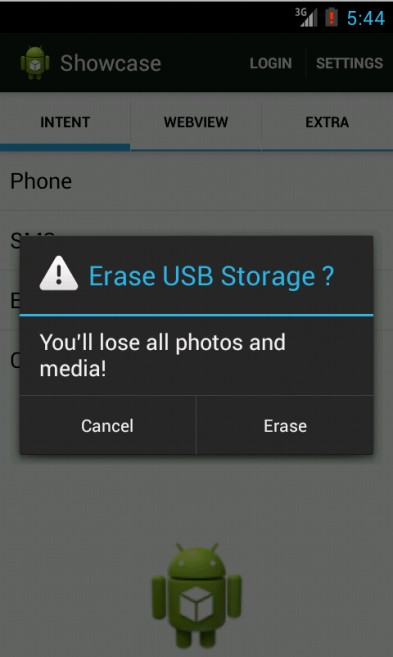 3G
5:44
Showcase LOGIN SETTINGS
INTENT WEBVIEW EXTRA
Phone
Erase USB Storage ?
You'll lose all photos and
media!
Cancel Erase